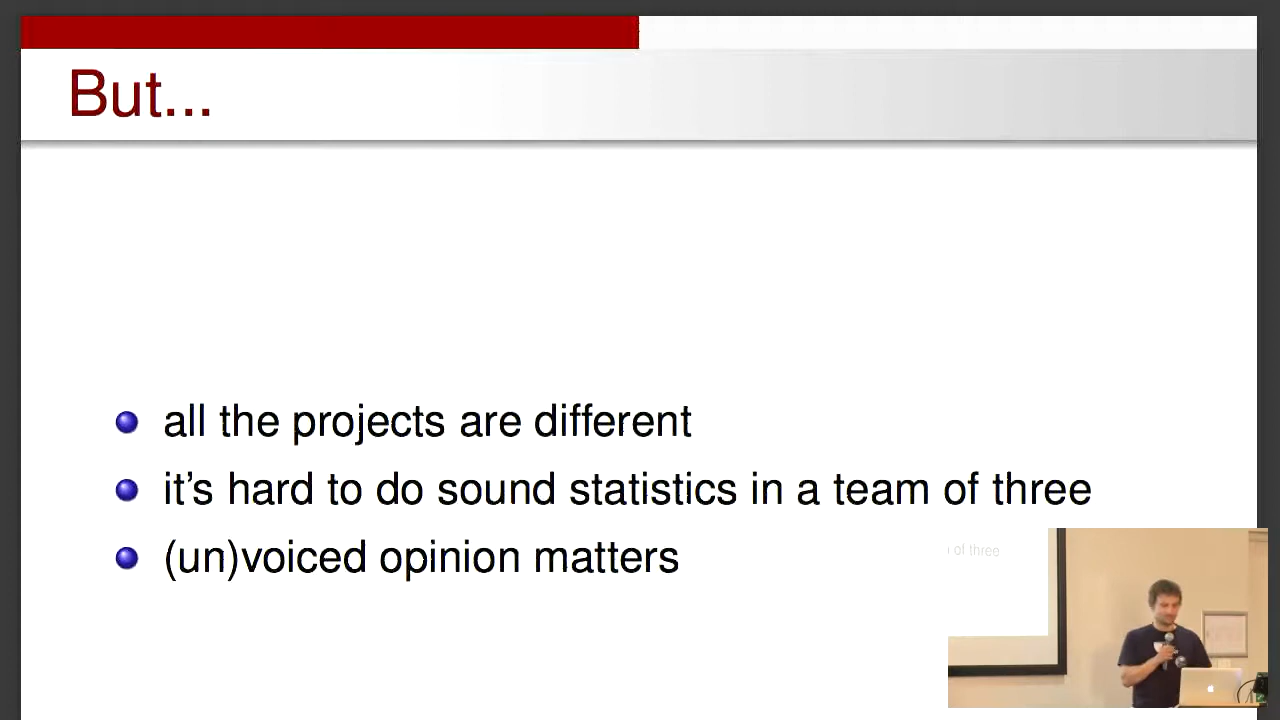 But...
all the projects are different
it's hard to do sound statistics in a team of three
(un)voiced opinion matters
of three